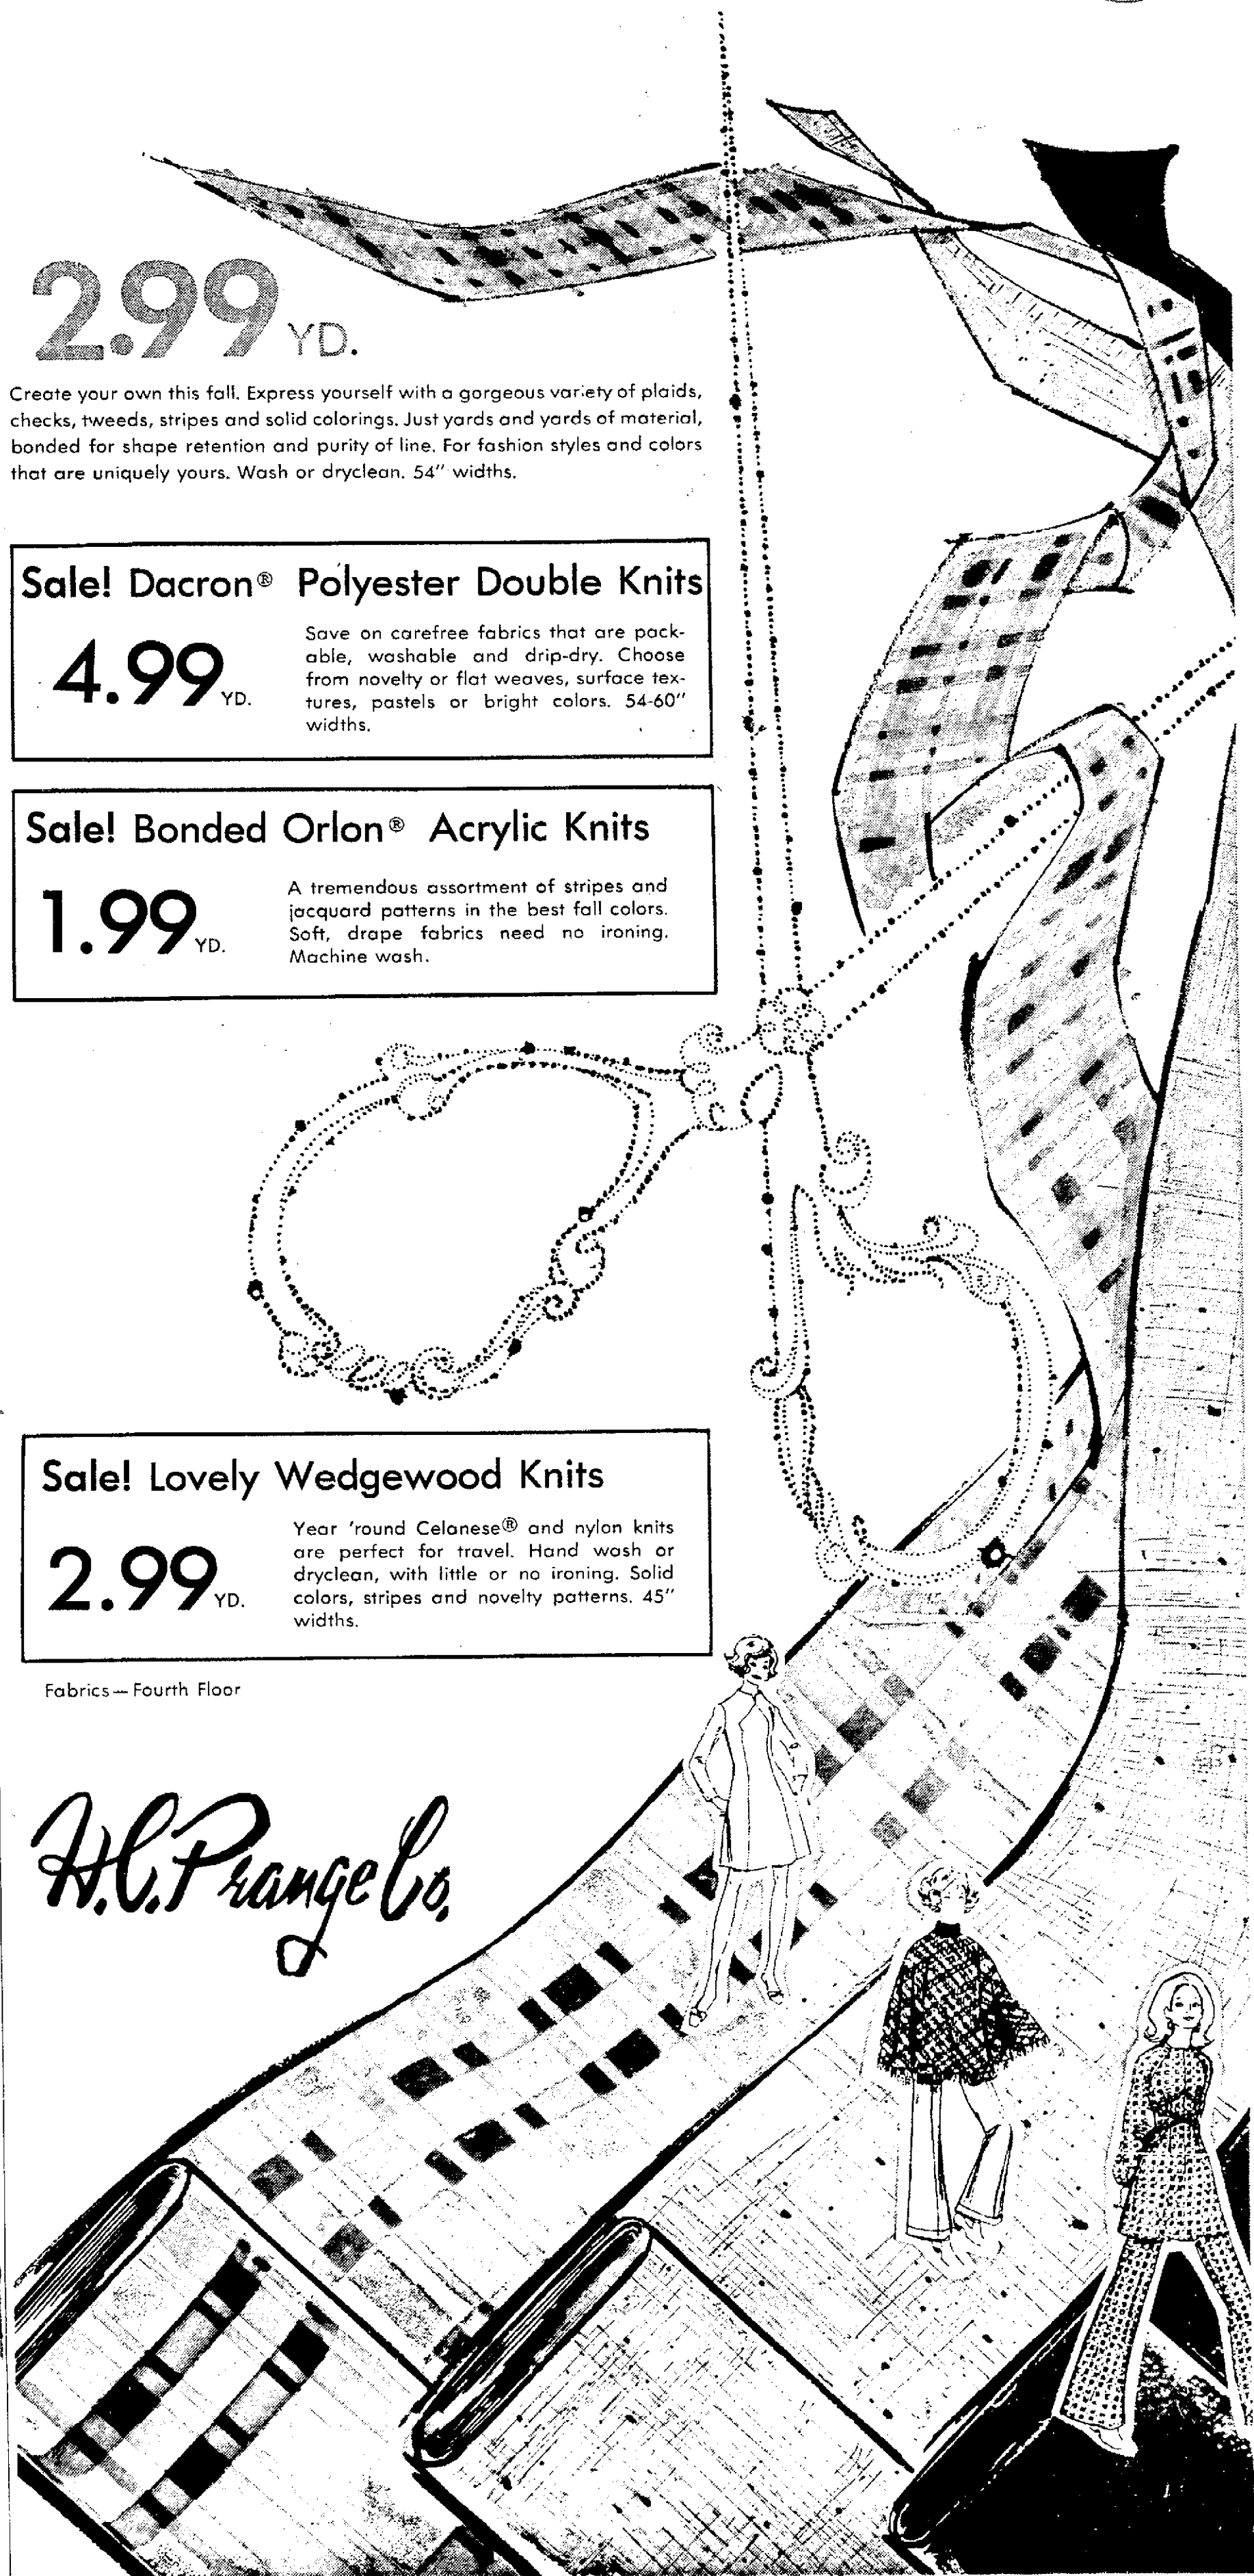 2.99 YD.
Create your own this fall. Express yourself with a gorgeous variety of plaids,
checks, tweeds, stripes and solid colorings. Just yards and yards of material,
bonded for shape retention and purity of line. For fashion styles and colors
that are uniquely yours. Wash or dryclean. 54" widths.
Sale! Dacron® Polyester Double Knits
4.99 YD.
Save on carefree fabrics that are pack-
able, washable and drip-dry. Choose
from novelty or flat weaves, surface tex-
tures, pastels or bright colors. 54-60"
widths.
Sale! Bonded Orlon® Acrylic Knits
1.99 YD.
A tremendous assortment of stripes and
jacquard patterns in the best fall colors.
Soft, drape fabrics need no ironing.
Machine wash.
Sale! Lovely Wedgewood Knits
2.99 YD.
Year 'round Celanese® and nylon knits
are perfect for travel. Hand wash or
dryclean, with little or no ironing. Solid
colors, stripes and novelty patterns. 45"
widths.
Fabrics—Fourth Floor
H.C. Prange Co.